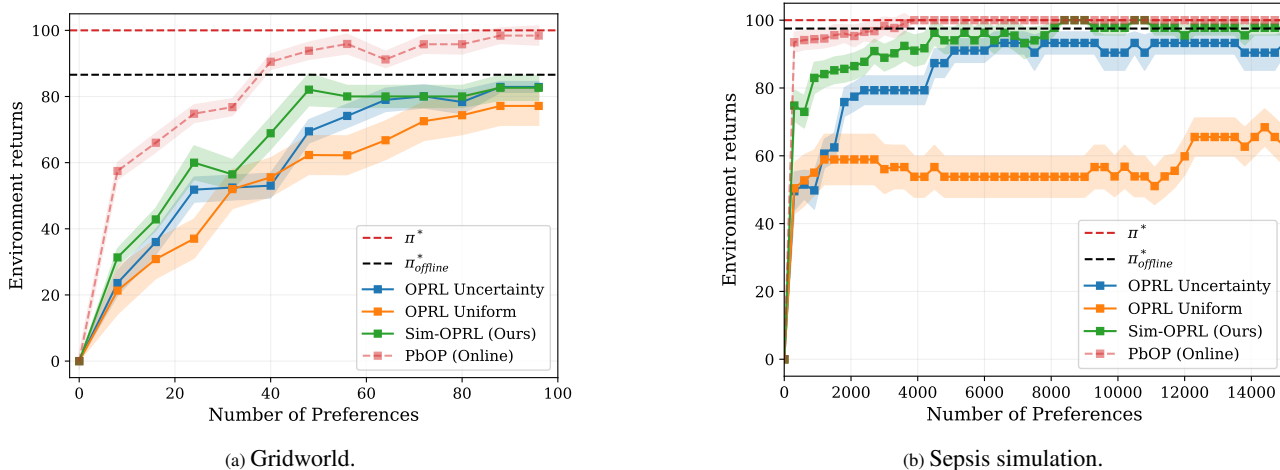 100
80
60
40
20
0
Environment returns
0
20
40
60
80
100
Number of Preferences
π*
π*offline
OPRL Uncertainty
OPRL Uniform
Sim-OPRL (Ours)
PbOP (Online)
(a) Gridworld.
100
80
60
40
20
0
Environment returns
0
2000
4000
6000
8000
10000
12000
14000
Number of Preferences
π*
π*offline
OPRL Uncertainty
OPRL Uniform
Sim-OPRL (Ours)
PbOP (Online)
(b) Sepsis simulation.